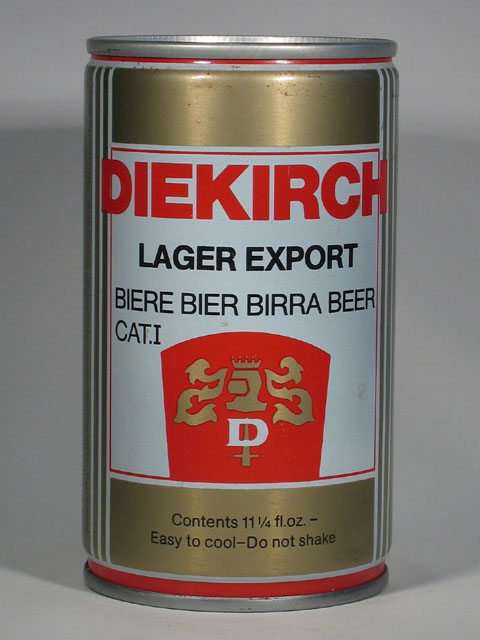 DIEKIRCH
LAGER EXPORT
BIERE BIER BIRRA BEER
CAT.I
D
Contents 11 1/4 fl.oz. –
Easy to cool–Do not shake